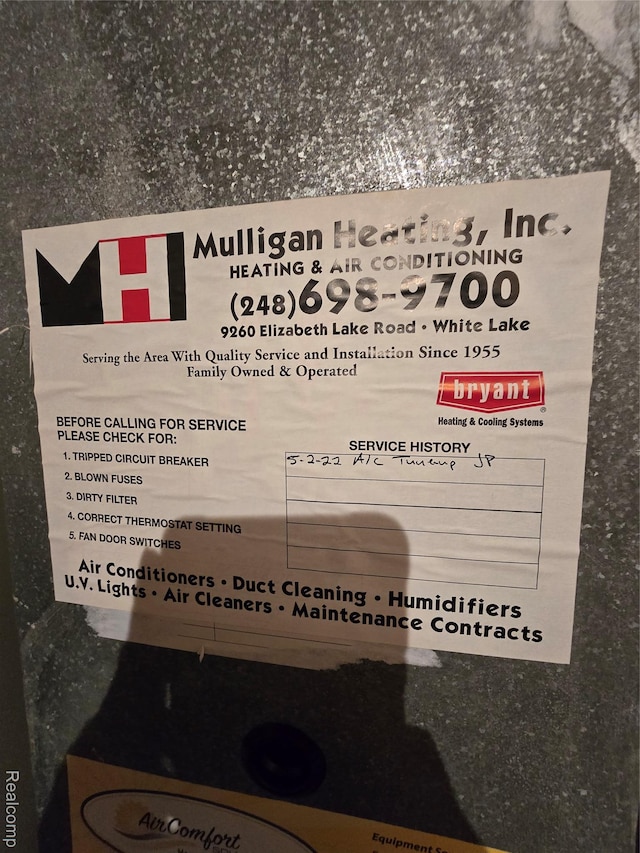 MHI
Mulligan Heating, Inc.
HEATING & AIR CONDITIONING
(248)698-9700
9260 Elizabeth Lake Road • White Lake
Serving the Area With Quality Service and Installation Since 1955
Family Owned & Operated
bryant®
Heating & Cooling Systems
BEFORE CALLING FOR SERVICE
PLEASE CHECK FOR:
1. TRIPPED CIRCUIT BREAKER
2. BLOWN FUSES
3. DIRTY FILTER
4. CORRECT THERMOSTAT SETTING
5. FAN DOOR SWITCHES
SERVICE HISTORY
5-2-22 A/C Tuneup JP
Air Conditioners • Duct Cleaning • Humidifiers
U.V. Lights • Air Cleaners • Maintenance Contracts
AirComfort
Equipment
Realcomp